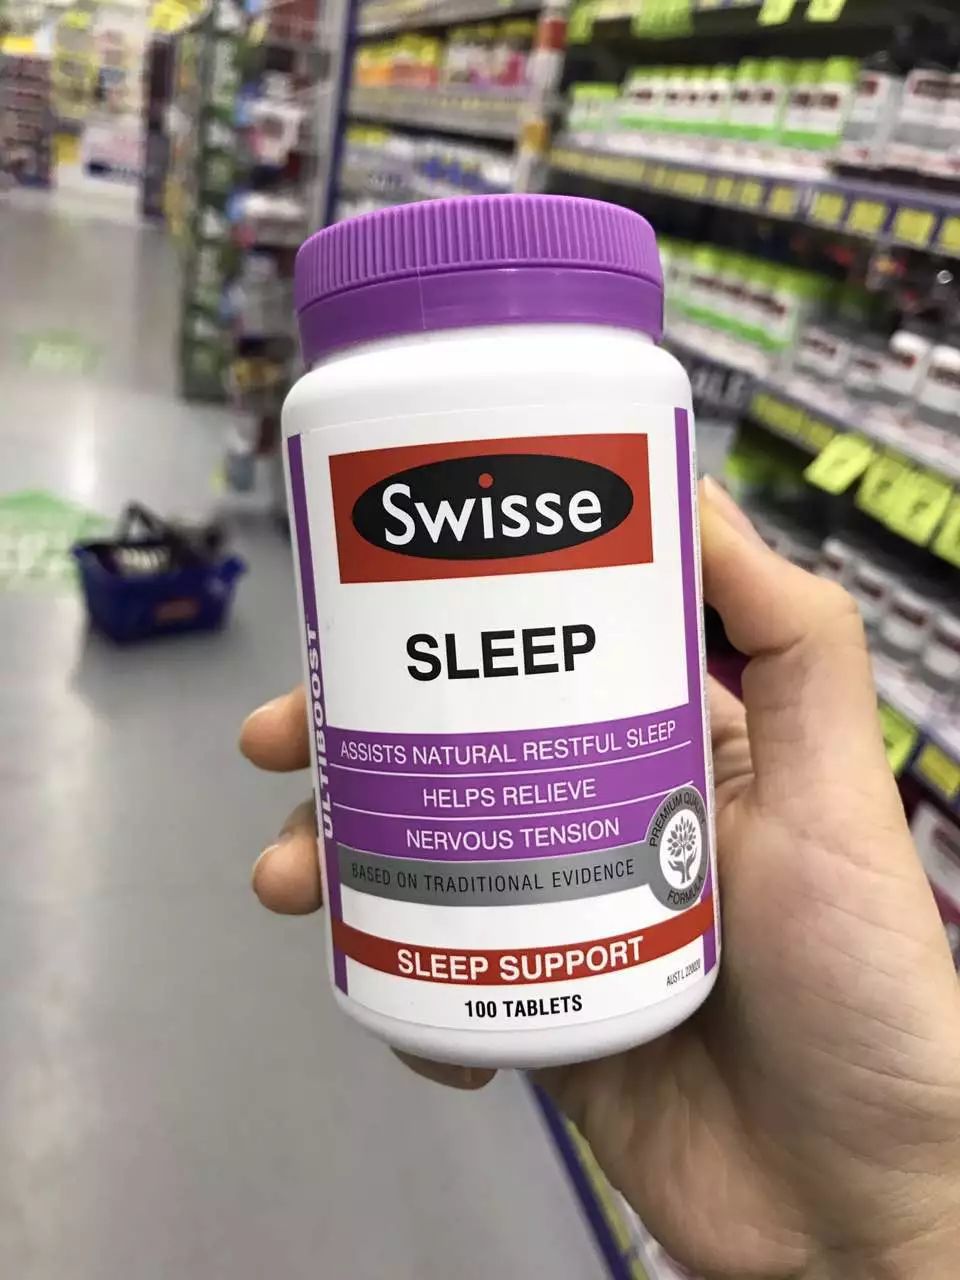 Swisse
SLEEP
ULTIBOOST
ASSISTS NATURAL RESTFUL SLEEP
HELPS RELIEVE
NERVOUS TENSION
BASED ON TRADITIONAL EVIDENCE
PREMIUM QUALITY
FORMULA
SLEEP SUPPORT
100 TABLETS
AUST L